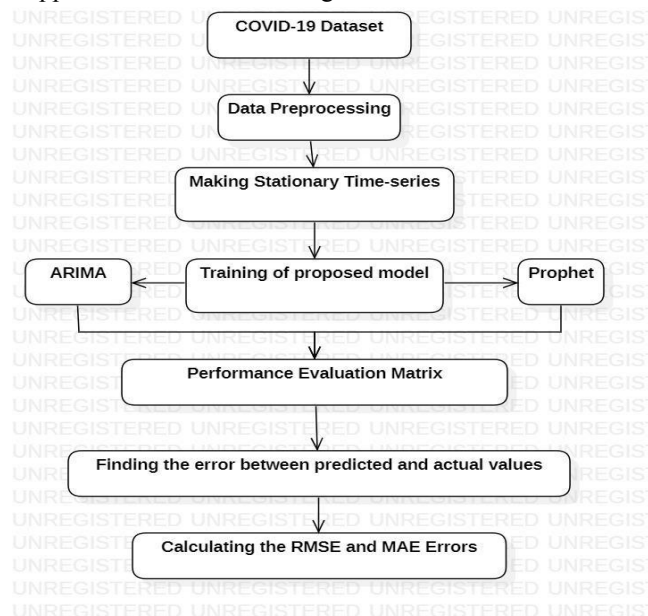 COVID-19 Dataset
Data Preprocessing
Making Stationary Time-series
ARIMA
Training of proposed model
Prophet
Performance Evaluation Matrix
Finding the error between predicted and actual values
Calculating the RMSE and MAE Errors
UNREGISTERED